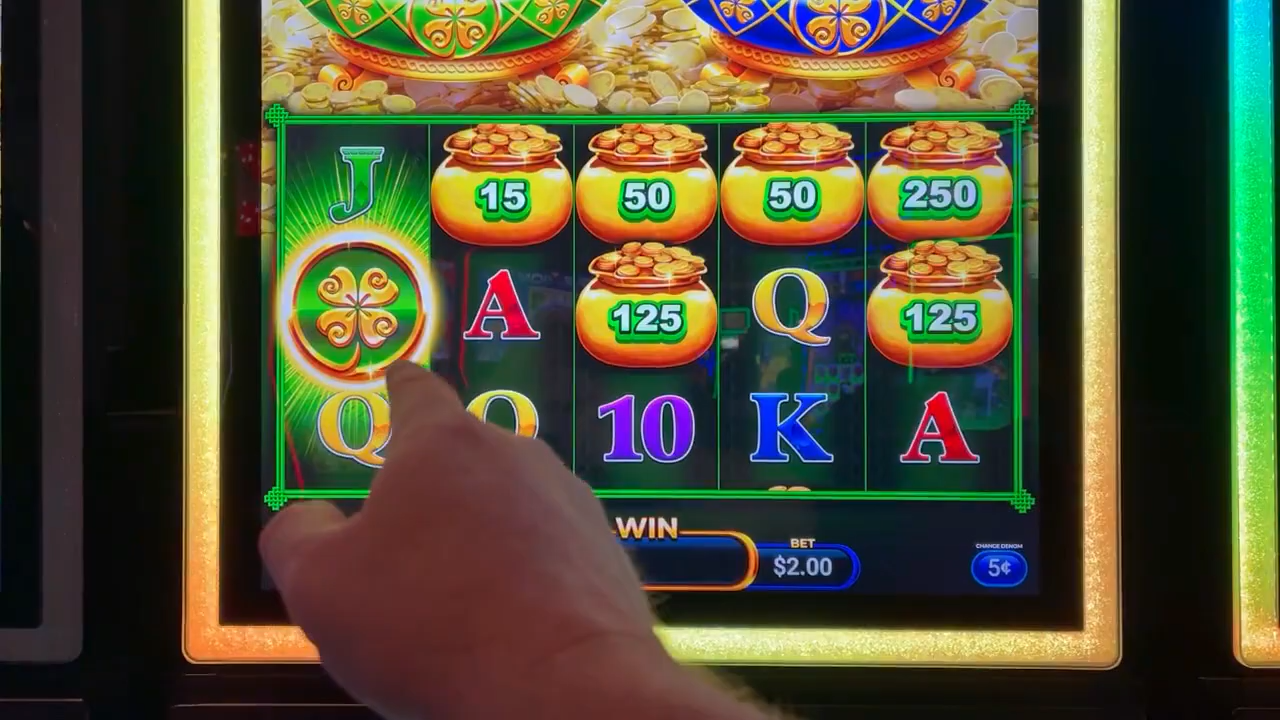 J 15 50 50 250
A 125 Q 125
Q Q 10 K A
WIN
BET
$2.00
CHANGE DENOM
5¢